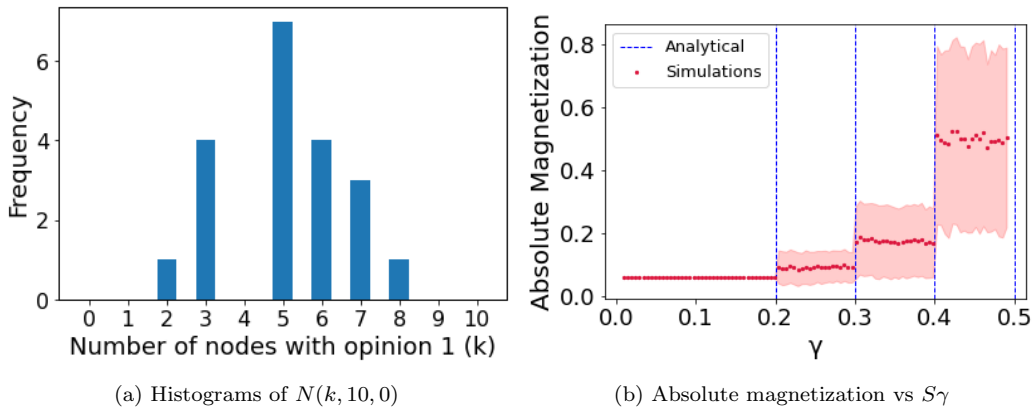 Frequency
6
4
2
0
0 1 2 3 4 5 6 7 8 9 10
Number of nodes with opinion 1 (k)
(a) Histograms of N(k, 10, 0)
Absolute Magnetization
0.8
0.6
0.4
0.2
0.0
Analytical
Simulations
0.0 0.1 0.2 0.3 0.4 0.5
γ
(b) Absolute magnetization vs Sγ